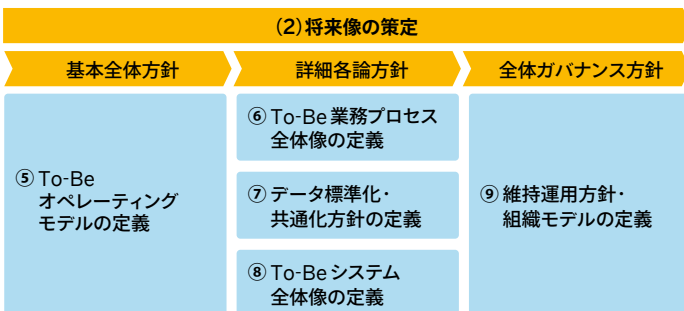 (2)将来像の策定
基本全体方針
詳細各論方針
全体ガバナンス方針
⑤ To-Be
オペレーティング
モデルの定義
⑥ To-Be業務プロセス
全体像の定義
⑦ データ標準化・
共通化方針の定義
⑧ To-Beシステム
全体像の定義
⑨ 維持運用方針・
組織モデルの定義